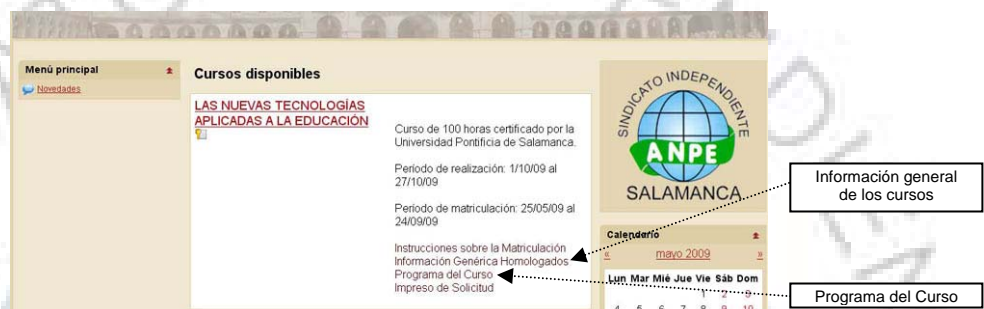 Menú principal
Novedades
Cursos disponibles
LAS NUEVAS TECNOLOGÍAS
APLICADAS A LA EDUCACIÓN
Curso de 100 horas certificado por la
Universidad Pontificia de Salamanca.
Período de realización: 1/10/09 al
27/10/09
Período de matriculación: 25/05/09 al
24/09/09
Instrucciones sobre la Matriculación
Información Genérica Homologados
Programa del Curso
Impreso de Solicitud
SINDICATO INDEPENDIENTE
ANPE
SALAMANCA
Calendario
« mayo 2009 »
Lun Mar Mié Jue Vie Sáb Dom
1 2 3
4 5 6 7 8 9 10
Información general
de los cursos
Programa del Curso